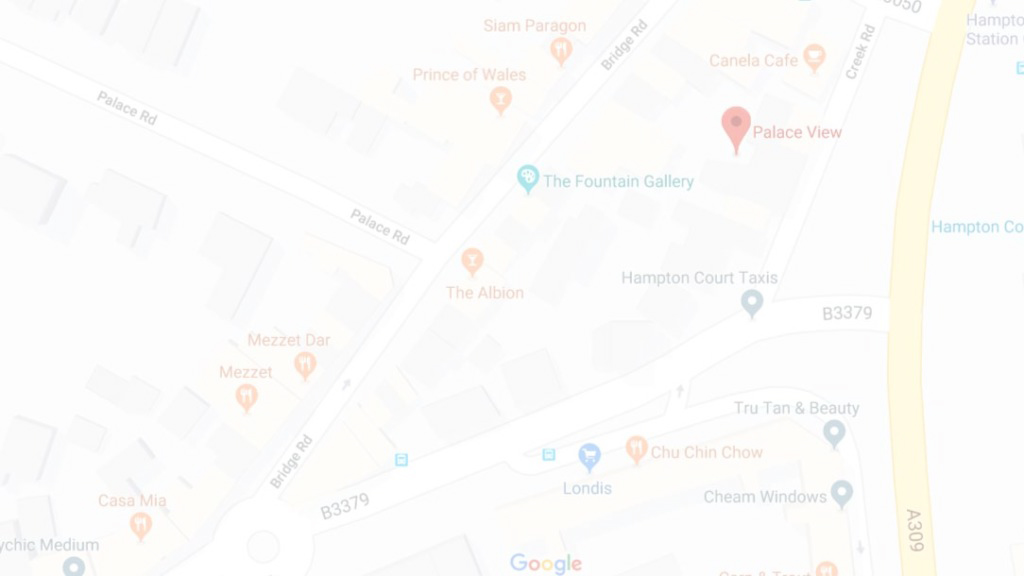 3050
Hampto
Station
Siam Paragon
Bridge Rd
Creek Rd
Canela Cafe
Prince of Wales
Palace Rd
Palace View
The Fountain Gallery
Palace Rd
Hampton Co
The Albion
Hampton Court Taxis
B3379
Mezzet Dar
Mezzet
Tru Tan & Beauty
Bridge Rd
Chu Chin Chow
Londis
Cheam Windows
Casa Mia
B3379
A309
ychic Medium
Google